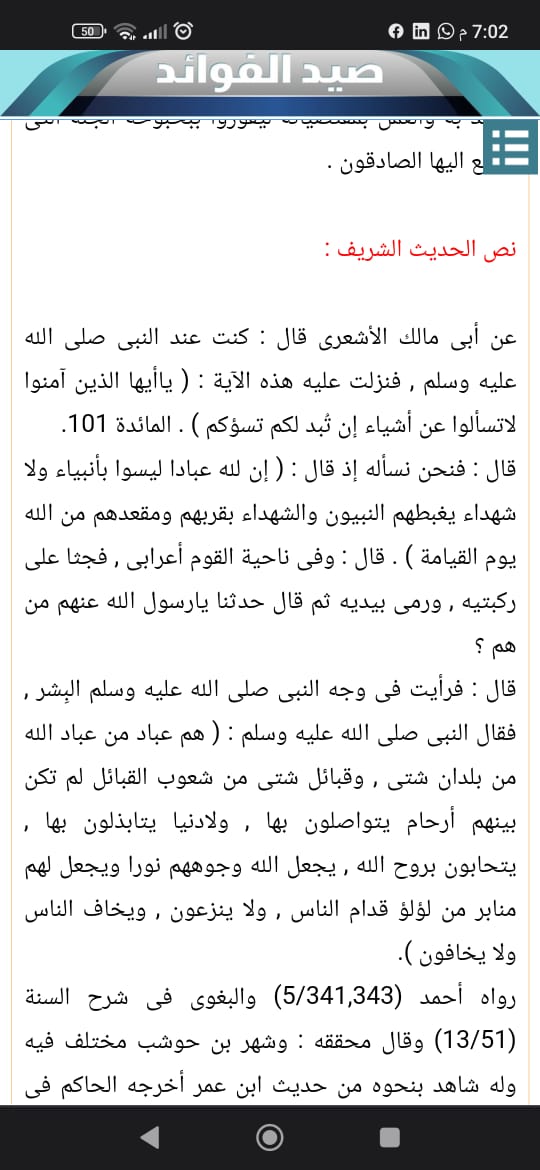 50 7:02 م
صيد الفوائد
اليها الصادقون .
نص الحديث الشريف :
عن أبى مالك الأشعرى قال : كنت عند النبى صلى الله
عليه وسلم , فنزلت عليه هذه الآية : ( ياأيها الذين آمنوا
لاتسألوا عن أشياء إن تُبد لكم تسؤكم ) . المائدة 101.
قال : فنحن نسأله إذ قال : ( إن لله عبادا ليسوا بأنبياء ولا
شهداء يغبطهم النبيون والشهداء بقربهم ومقعدهم من الله
يوم القيامة ) . قال : وفى ناحية القوم أعرابى , فجثا على
ركبتيه , ورمى بيديه ثم قال حدثنا يارسول الله عنهم من
هم ؟
قال : فرأيت فى وجه النبى صلى الله عليه وسلم البِشر ,
فقال النبى صلى الله عليه وسلم : ( هم عباد من عباد الله
من بلدان شتى , وقبائل شتى من شعوب القبائل لم تكن
بينهم أرحام يتواصلون بها , ولادنيا يتابذلون بها ,
يتحابون بروح الله , يجعل الله وجوههم نورا ويجعل لهم
منابر من لؤلؤ قدام الناس , ولا ينزعون , ويخاف الناس
ولا يخافون ).
رواه أحمد (5/341,343) والبغوى فى شرح السنة
(13/51) وقال محققه : وشهر بن حوشب مختلف فيه
وله شاهد بنحوه من حديث ابن عمر أخرجه الحاكم فى